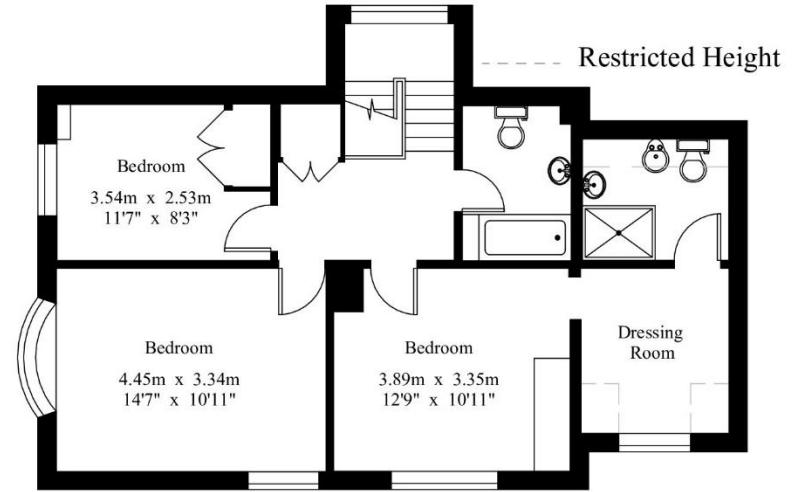 Restricted Height
Bedroom
3.54m x 2.53m
11'7" x 8'3"
Bedroom
4.45m x 3.34m
14'7" x 10'11"
Bedroom
3.89m x 3.35m
12'9" x 10'11"
Dressing
Room